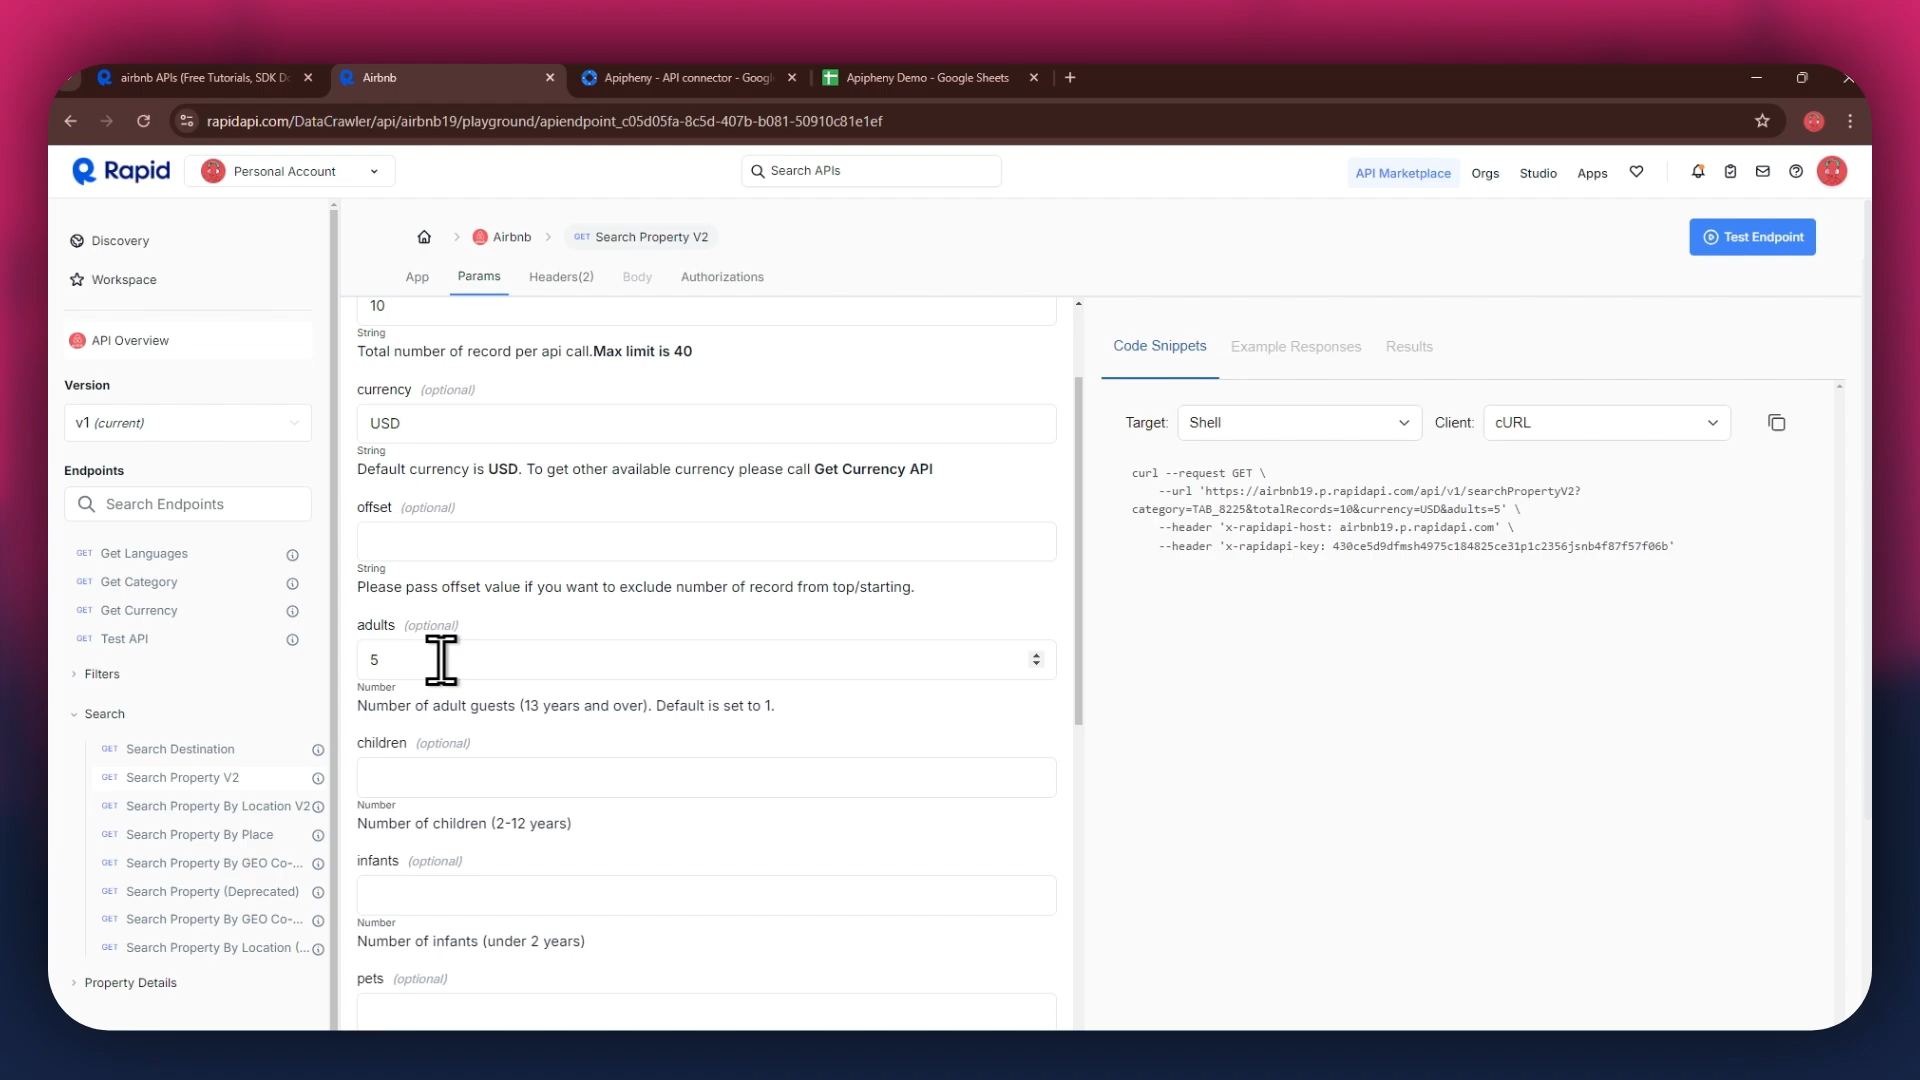 airbnb APIs (Free Tutorials, SDK D
Airbnb
Apipheny - API connector - Googl
Apipheny Demo - Google Sheets
rapidapi.com/DataCrawler/api/airbnb19/playground/apiendpoint_c05d05fa-8c5d-407b-b081-50910c81e1ef
Rapid
Personal Account
Search APIs
API Marketplace
Orgs
Studio
Apps
Discovery
Workspace
API Overview
Version
v1 (current)
Endpoints
Search Endpoints
GET Get Languages
GET Get Category
GET Get Currency
GET Test API
Filters
Search
GET Search Destination
GET Search Property V2
GET Search Property By Location V2
GET Search Property By Place
GET Search Property By GEO Co-...
GET Search Property (Deprecated)
GET Search Property By GEO Co-...
GET Search Property By Location (...
Property Details
Airbnb
GET Search Property V2
Test Endpoint
App
Params
Headers(2)
Body
Authorizations
10
String
Total number of record per api call.Max limit is 40
currency (optional)
USD
String
Default currency is USD. To get other available currency please call Get Currency API
offset (optional)
String
Please pass offset value if you want to exclude number of record from top/starting.
adults (optional)
5
Number
Number of adult guests (13 years and over). Default is set to 1.
children (optional)
Number
Number of children (2-12 years)
infants (optional)
Number
Number of infants (under 2 years)
pets (optional)
Code Snippets
Example Responses
Results
Target: Shell
Client: cURL
curl --request GET \
--url 'https://airbnb19.p.rapidapi.com/api/v1/searchPropertyV2?
category=TAB_8225&totalRecords=10&currency=USD&adults=5' \
--header 'x-rapidapi-host: airbnb19.p.rapidapi.com' \
--header 'x-rapidapi-key: 430ce5d9dfmsh4975c184825ce31p1c2356jsnb4f87f57f06b'